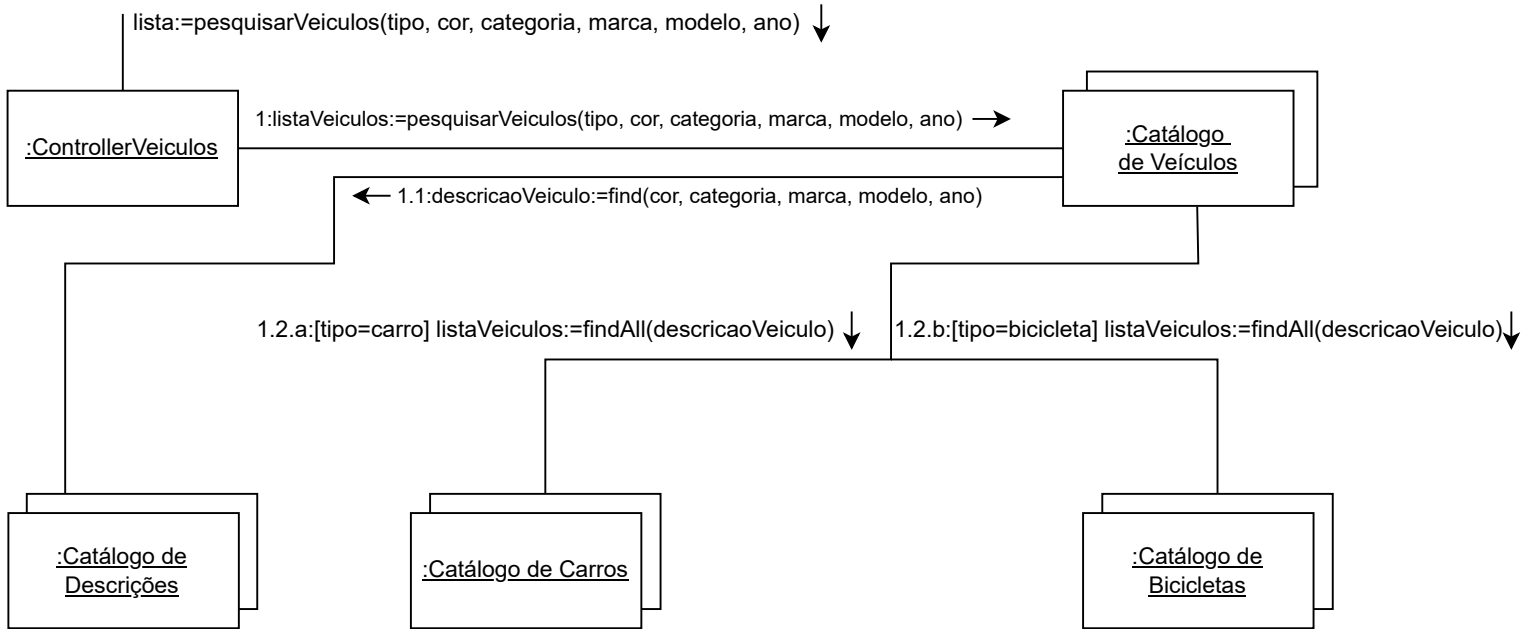 lista:=pesquisarVeiculos(tipo, cor, categoria, marca, modelo, ano)
1:listaVeiculos:=pesquisarVeiculos(tipo, cor, categoria, marca, modelo, ano)
:ControllerVeiculos
:Catálogo
de Veículos
1.1:descricaoVeiculo:=find(cor, categoria, marca, modelo, ano)
1.2.a:[tipo=carro] listaVeiculos:=findAll(descricaoVeiculo)
1.2.b:[tipo=bicicleta] listaVeiculos:=findAll(descricaoVeiculo)
:Catálogo de
Descrições
:Catálogo de Carros
:Catálogo de
Bicicletas